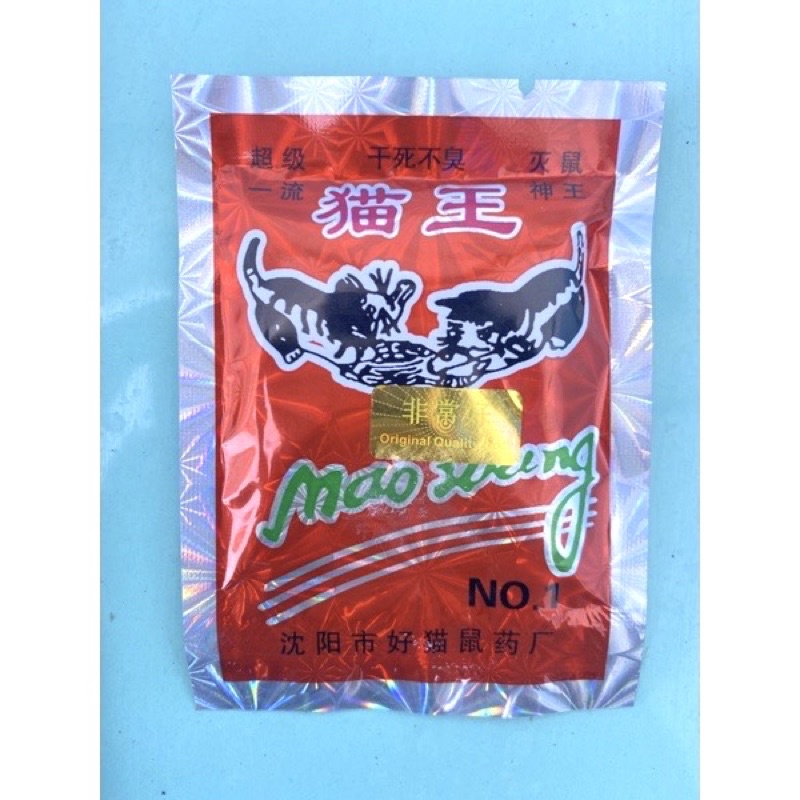 超级 干死不臭 灭鼠
一流 神王
猫王
非常
Original Quality
Mao Wang
NO.1
沈阳市好猫鼠药厂